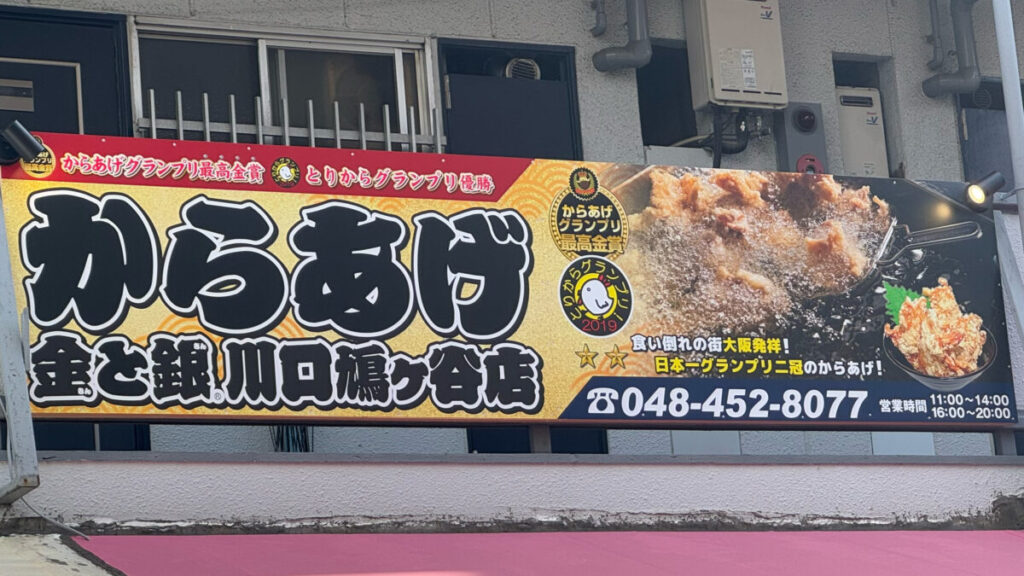 からあげグランプリ最高金賞 とりからグランプリ優勝
からあげ
金と銀® 川口鳩ヶ谷店
からあげ
グランプリ
最高金賞
とりからグランプリ
2019
食い倒れの街大阪発祥!
日本一グランプリ二冠のからあげ!
☎048-452-8077
営業時間 11:00〜14:00
16:00〜20:00